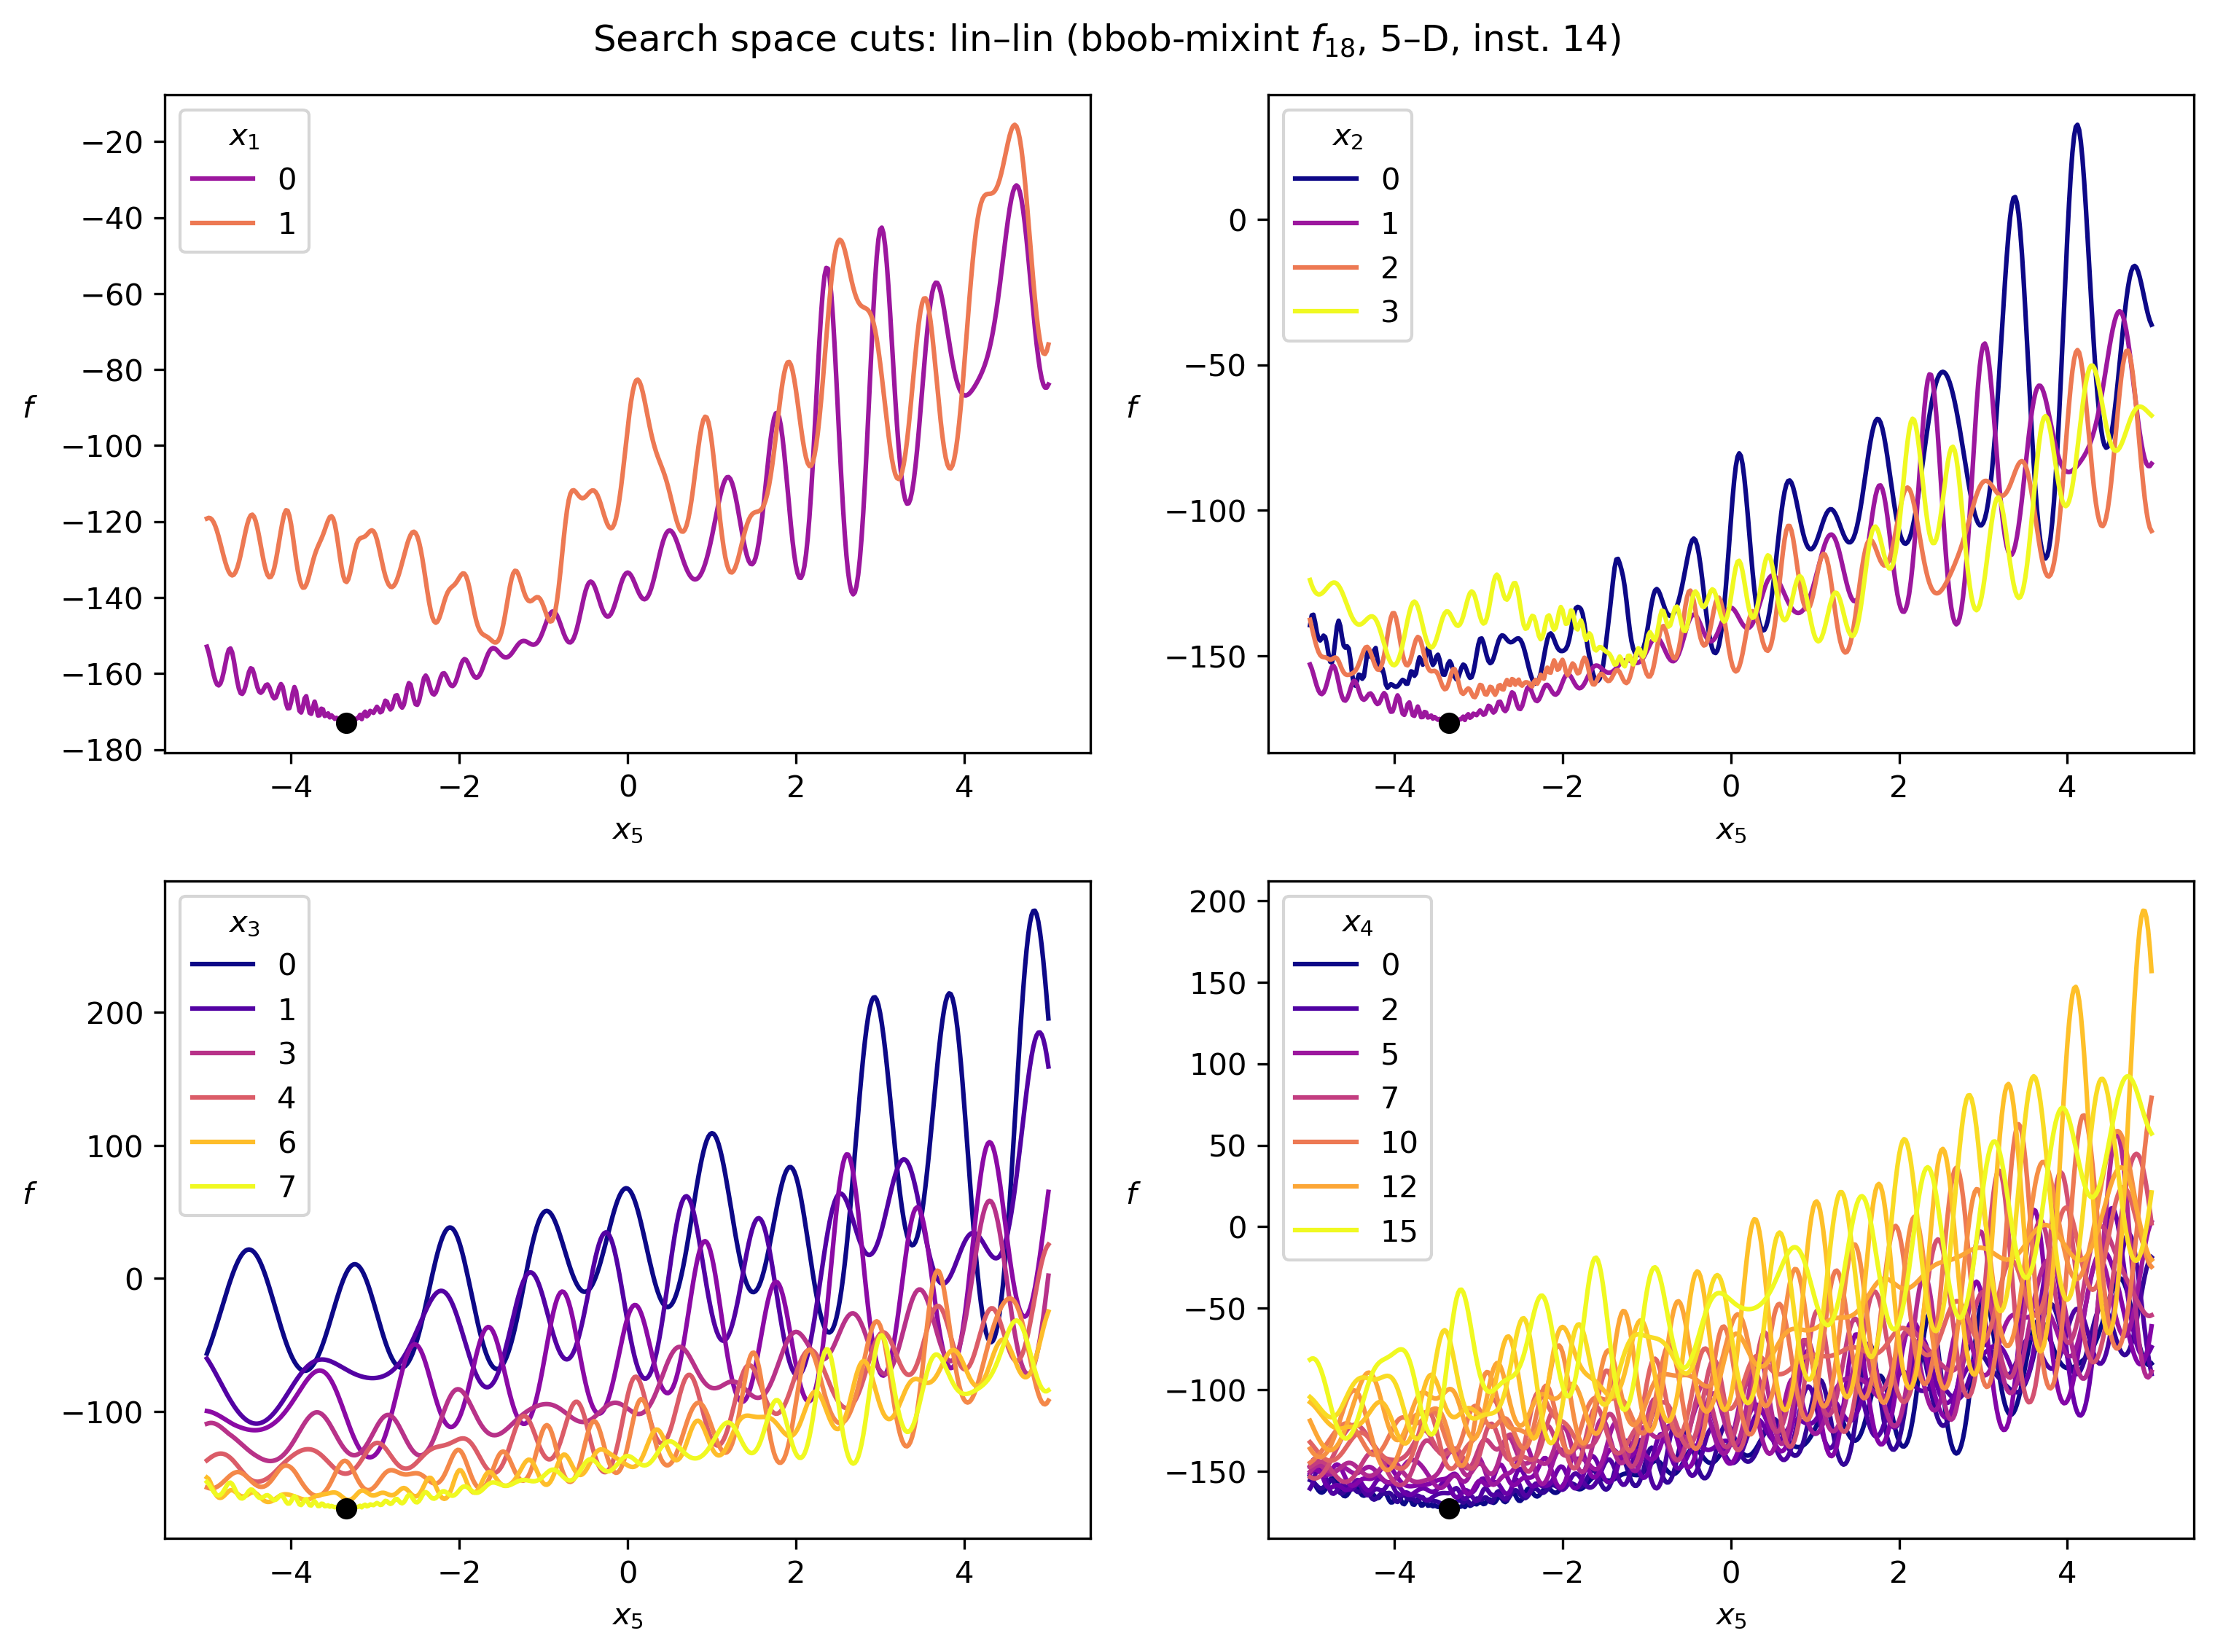 Search space cuts: lin–lin (bbob-mixint f18, 5–D, inst. 14)
x1
0
1
−20
−40
−60
−80
−100
−120
−140
−160
−180
f
−4 −2 0 2 4
x5
x2
0
1
2
3
0
−50
−100
−150
f
−4 −2 0 2 4
x5
x3
0
1
3
4
6
7
200
100
0
−100
f
−4 −2 0 2 4
x5
x4
0
2
5
7
10
12
15
200
150
100
50
0
−50
−100
−150
f
−4 −2 0 2 4
x5